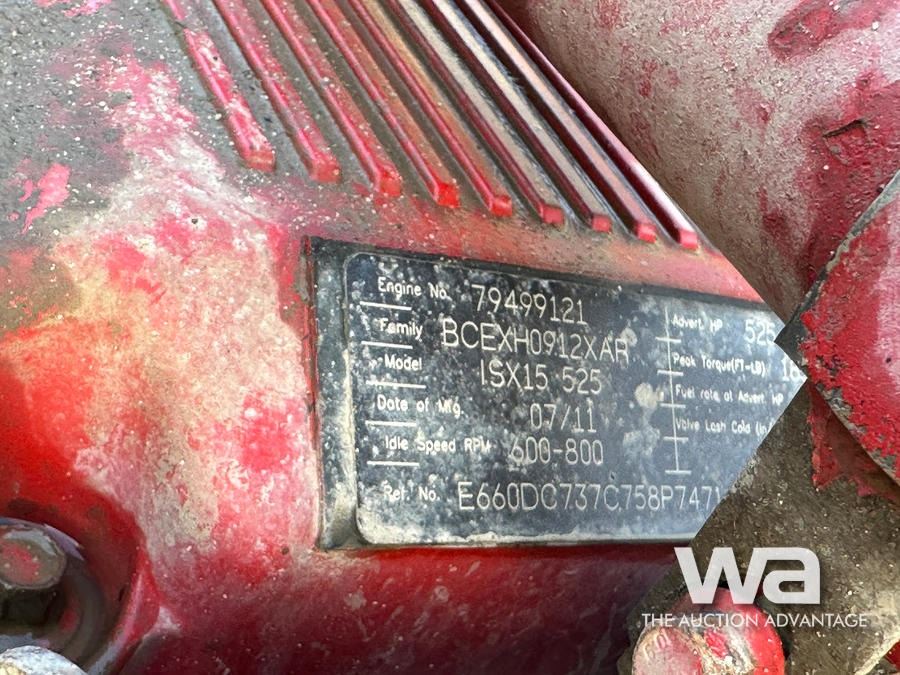 Engine No. 79499121
Family BCEXH0912XAR
Model ISX15 525
Date of Mfg. 07/11
Idle Speed RPM 600-800
Ref. No. E660DC737C758P747
Advert. HP 525
Peak Torque(FT-LB)
Fuel rate at Advert. HP
Valve Lash Cold (in
wa
THE AUCTION ADVANTAGE